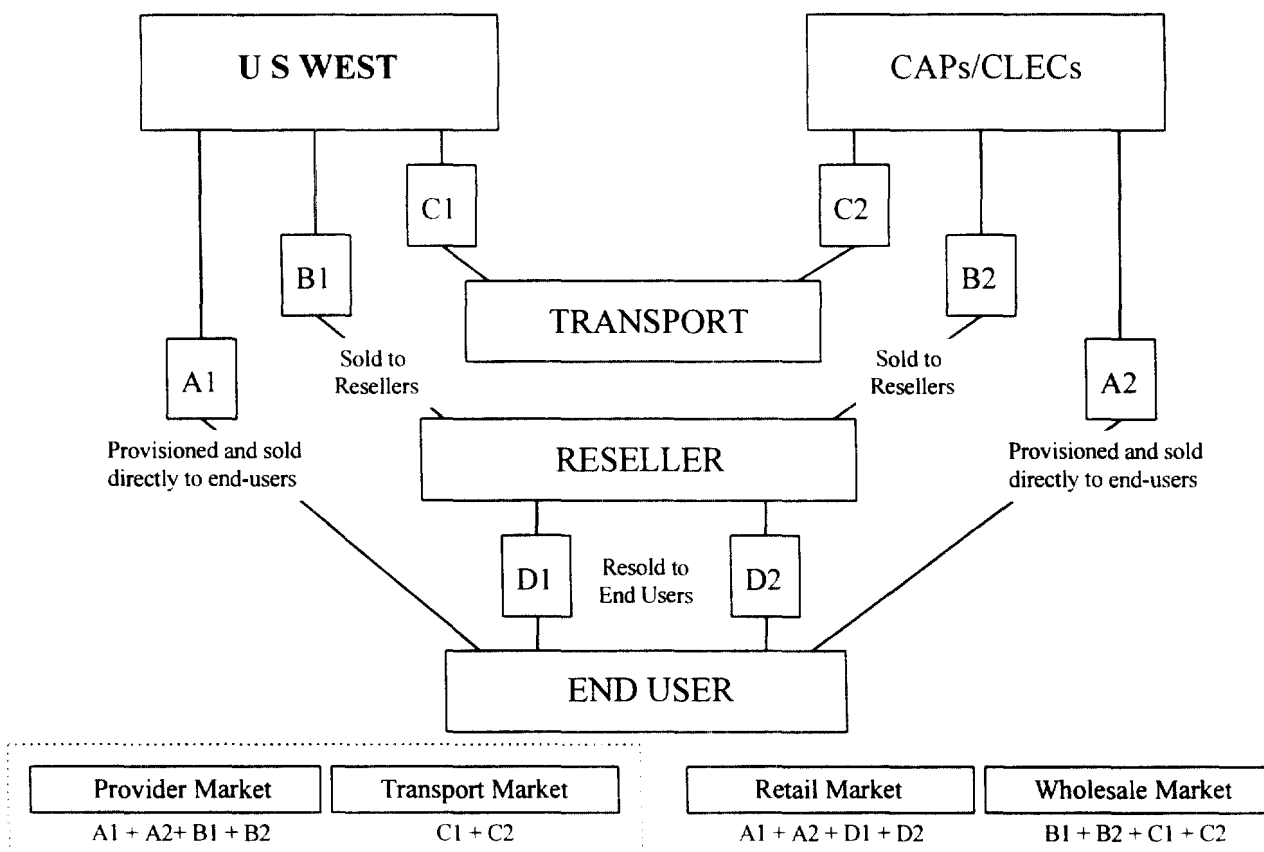 U S WEST
CAPs/CLECs
C1
C2
B1
B2
TRANSPORT
A1
Sold to
Resellers
Sold to
Resellers
A2
Provisioned and sold
directly to end-users
RESELLER
Provisioned and sold
directly to end-users
D1
Resold to
End Users
D2
END USER
Provider Market
Transport Market
Retail Market
Wholesale Market
A1 + A2+ B1 + B2
C1 + C2
A1 + A2 + D1 + D2
B1 + B2 + C1 + C2